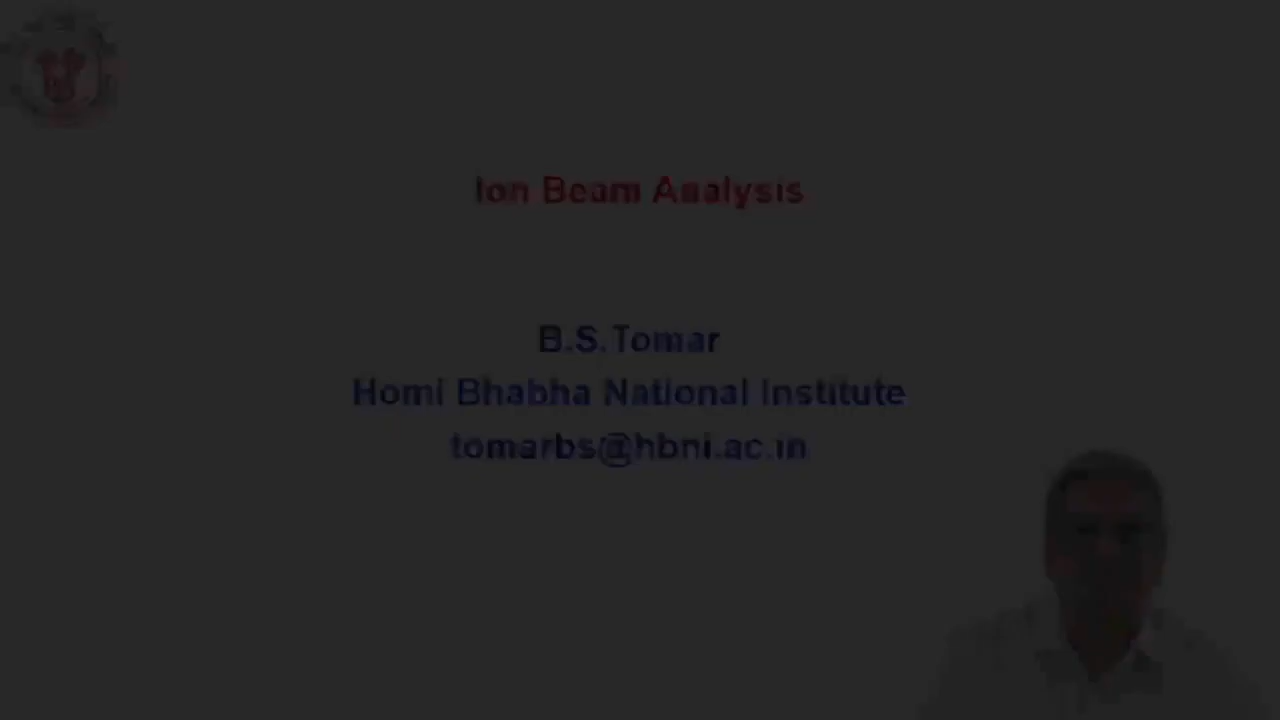 Ion Beam Analysis
B.S.Tomar
Homi Bhabha National Institute
tomarbs@hbni.ac.in